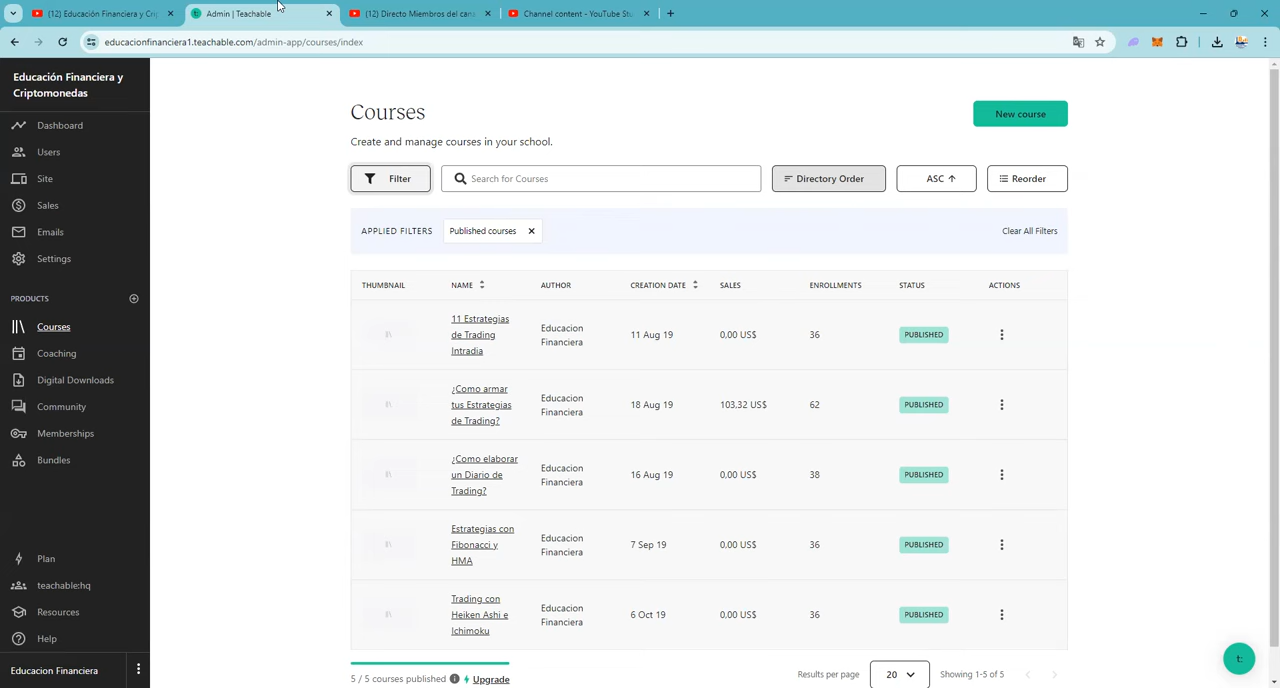 (12) Educación Financiera y Crip
Admin | Teachable
(12) Directo Miembros del cana
Channel content - YouTube Stu
educacionfinanciera1.teachable.com/admin-app/courses/index
Educación Financiera y
Criptomonedas
Dashboard
Users
Site
Sales
Emails
Settings
PRODUCTS
Courses
Coaching
Digital Downloads
Community
Memberships
Bundles
Plan
teachable:hq
Resources
Help
Educacion Financiera
Courses
New course
Create and manage courses in your school.
Filter
Search for Courses
Directory Order
ASC ↑
Reorder
APPLIED FILTERS
Published courses ×
Clear All Filters
THUMBNAIL NAME AUTHOR CREATION DATE SALES ENROLLMENTS STATUS ACTIONS
11 Estrategias
de Trading
Intradia
Educacion
Financiera
11 Aug 19
0,00 US$
36
PUBLISHED
¿Como armar
tus Estrategias
de Trading?
Educacion
Financiera
18 Aug 19
103,32 US$
62
PUBLISHED
¿Como elaborar
un Diario de
Trading?
Educacion
Financiera
16 Aug 19
0,00 US$
38
PUBLISHED
Estrategias con
Fibonacci y
HMA
Educacion
Financiera
7 Sep 19
0,00 US$
36
PUBLISHED
Trading con
Heiken Ashi e
Ichimoku
Educacion
Financiera
6 Oct 19
0,00 US$
36
PUBLISHED
5 / 5 courses published
Upgrade
Results per page
20
Showing 1-5 of 5
t: